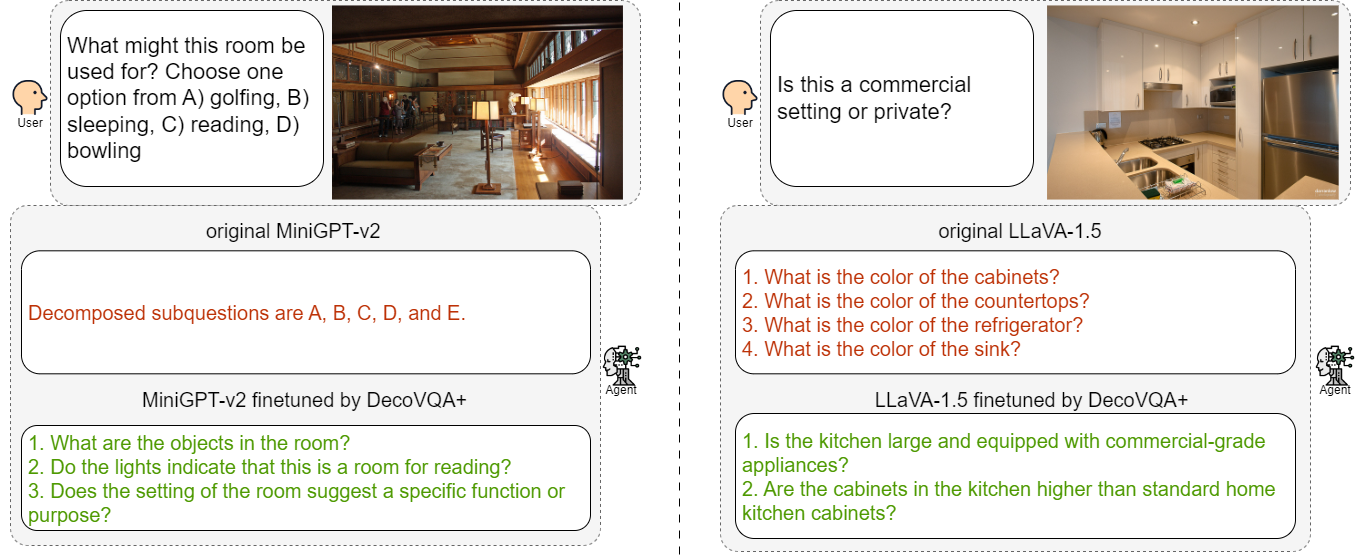 What might this room be
used for? Choose one
option from A) golfing, B)
sleeping, C) reading, D)
bowling
User
original MiniGPT-v2
Decomposed subquestions are A, B, C, D, and E.
Agent
MiniGPT-v2 finetuned by DecoVQA+
1. What are the objects in the room?
2. Do the lights indicate that this is a room for reading?
3. Does the setting of the room suggest a specific function or
purpose?
Is this a commercial
setting or private?
User
original LLaVA-1.5
1. What is the color of the cabinets?
2. What is the color of the countertops?
3. What is the color of the refrigerator?
4. What is the color of the sink?
Agent
LLaVA-1.5 finetuned by DecoVQA+
1. Is the kitchen large and equipped with commercial-grade
appliances?
2. Are the cabinets in the kitchen higher than standard home
kitchen cabinets?